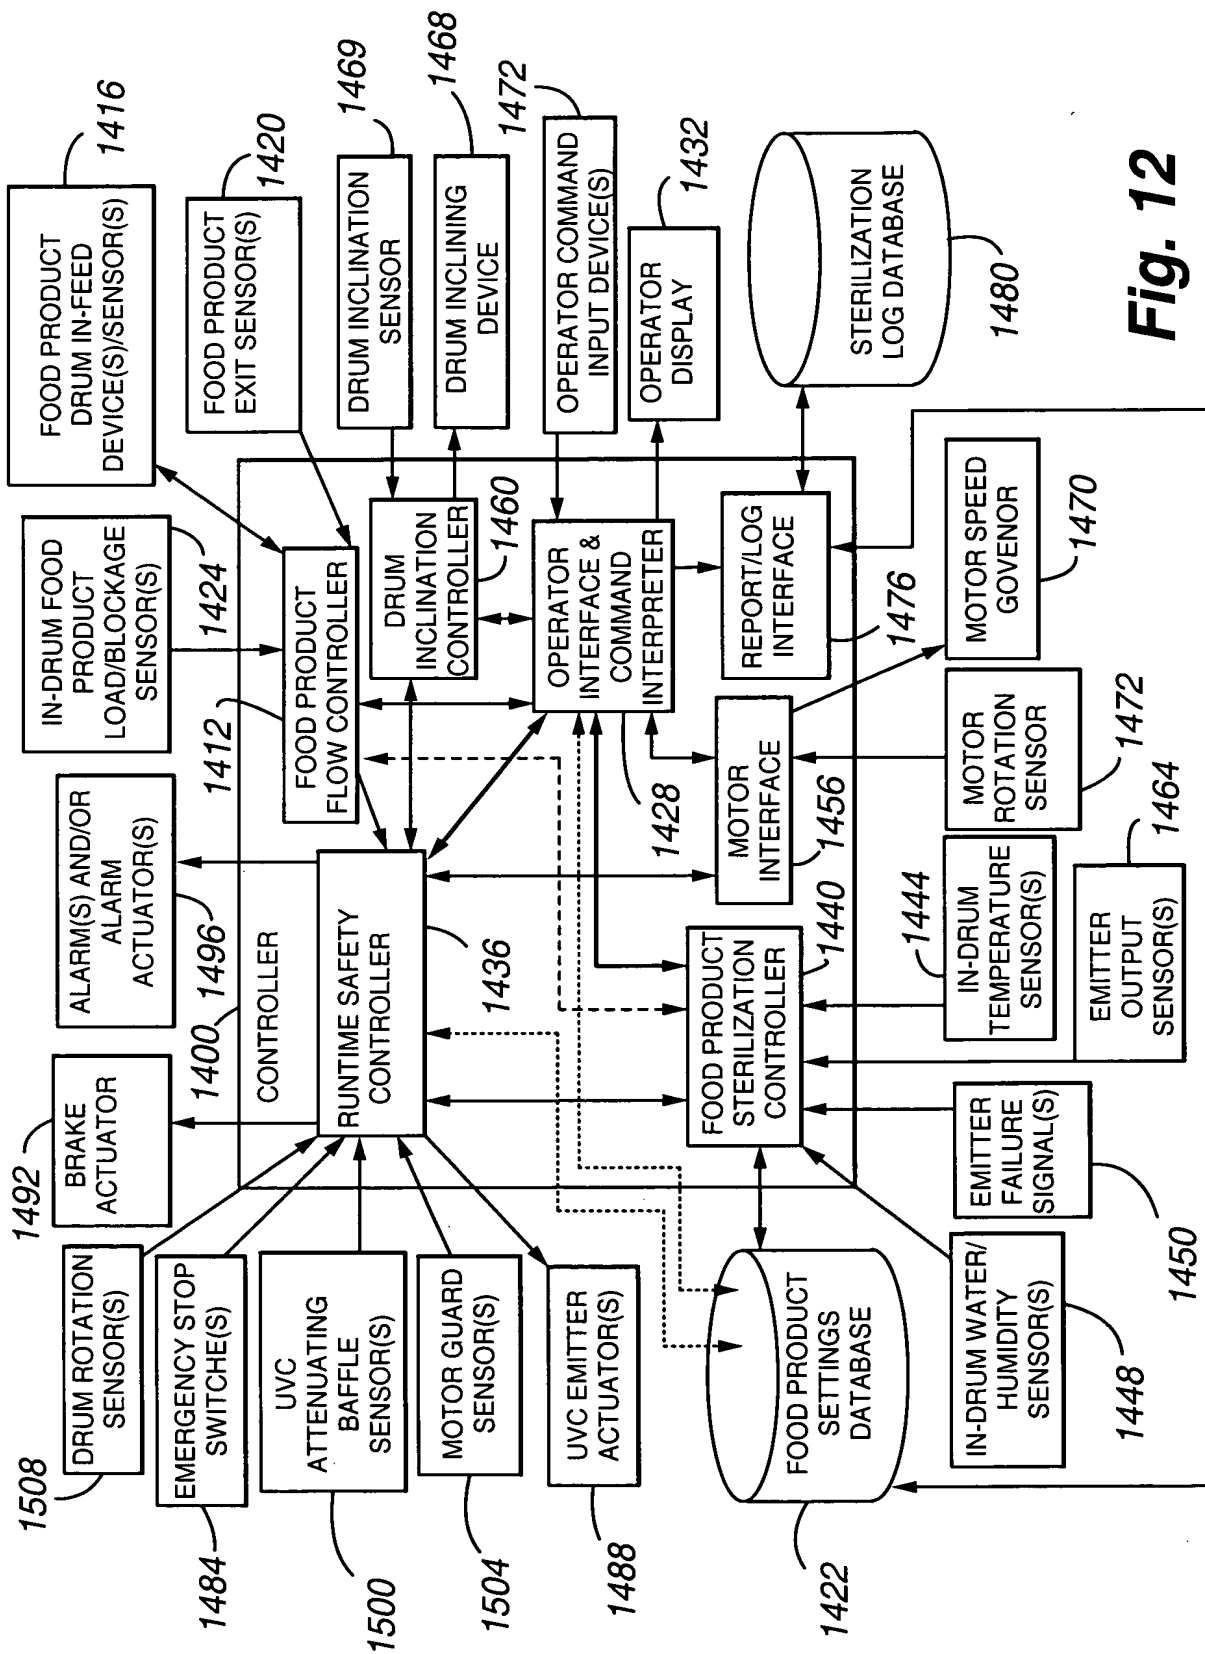 1508
DRUM ROTATION
SENSOR(S)
1484
EMERGENCY STOP
SWITCHE(S)
1500
UVC
ATTENUATING
BAFFLE
SENSOR(S)
1504
MOTOR GUARD
SENSOR(S)
1488
UVC EMITTER
ACTUATOR(S)
1422
FOOD PRODUCT
SETTINGS
DATABASE
1448
IN-DRUM WATER/
HUMIDITY
SENSOR(S)
1492
BRAKE
ACTUATOR
1400
CONTROLLER
1496
ALARM(S) AND/OR
ALARM
ACTUATOR(S)
RUNTIME SAFETY
CONTROLLER
1436
FOOD PRODUCT
STERILIZATION
CONTROLLER
1440
EMITTER
FAILURE
SIGNAL(S)
1450
EMITTER
OUTPUT
SENSOR(S)
1464
IN-DRUM
TEMPERATURE
SENSOR(S)
1444
1424
IN-DRUM FOOD
PRODUCT
LOAD/BLOCKAGE
SENSOR(S)
1412
FOOD PRODUCT
FLOW CONTROLLER
DRUM
INCLINATION
CONTROLLER
1460
OPERATOR
INTERFACE &
COMMAND
INTERPRETER
1428
MOTOR
INTERFACE
1456
REPORT/LOG
INTERFACE
1476
MOTOR
ROTATION
SENSOR
1472
MOTOR SPEED
GOVENOR
1470
1416
FOOD PRODUCT
DRUM IN-FEED
DEVICE(S)/SENSOR(S)
1420
FOOD PRODUCT
EXIT SENSOR(S)
1469
DRUM INCLINATION
SENSOR
1468
DRUM INCLINING
DEVICE
1472
OPERATOR COMMAND
INPUT DEVICE(S)
1432
OPERATOR
DISPLAY
STERILIZATION
LOG DATABASE
1480
Fig. 12